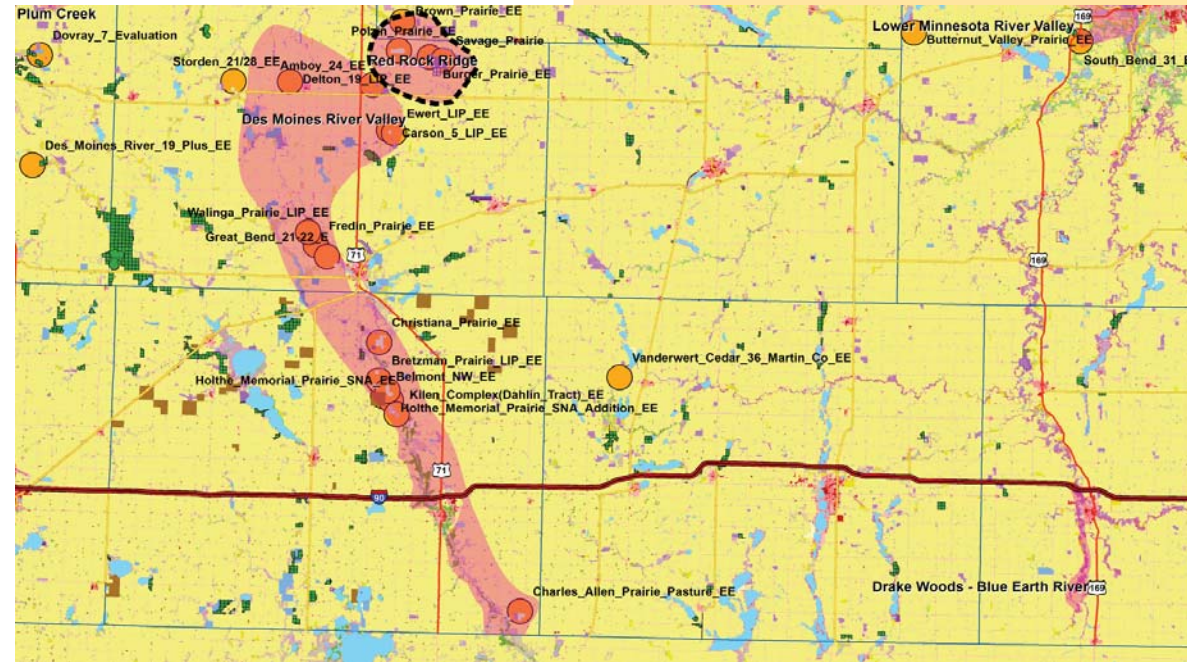 Plum Creek
Brown_Prairie_EE
169
Lower Minnesota River Valley
Dovray_7_Evaluation
Savage_Prairie
Butternut_Valley_Prairie_EE
South_Bend_31_E
Storden_21/28_EE
Amboy_24_EE
Red Rock Ridge
Delton_19_LIP_EE
Burger_Prairie_EE
Des Moines River Valley
Ewert_LIP_EE
Carson_5_LIP_EE
Des_Moines_River_19_Plus_EE
Walinga_Prairie_LIP_EE
Fredin_Prairie_EE
Great_Bend_21-22_E
71
169
Christiana_Prairie_EE
Bretzman_Prairie_LIP_EE
Vanderwert_Cedar_36_Martin_Co_EE
Holthe_Memorial_Prairie_SNA_EE
Belmont_NW_EE
Kilen_Complex(Dahlin_Tract)_EE
Holthe_Memorial_Prairie_SNA_Addition_EE
71
90
Charles_Allen_Prairie_Pasture_EE
Drake Woods - Blue Earth River
169